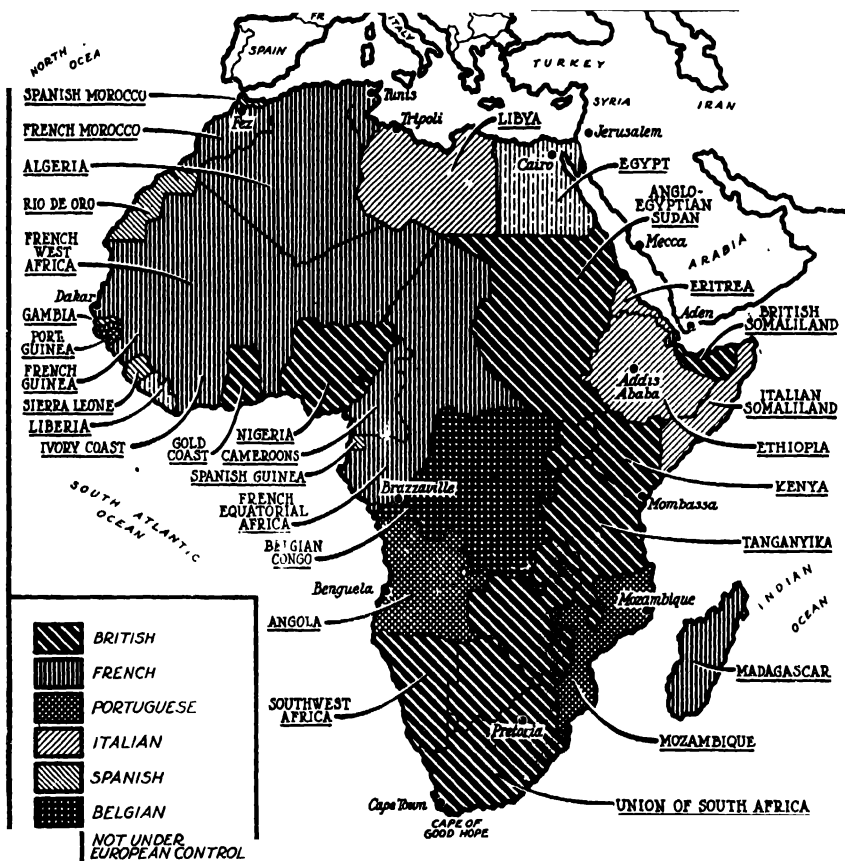 FR.
ITALY
SPAIN
NORTH
OCEA
TURKEY
SYRIA
IRAN
SPANISH MOROCCO
Fez
Tunis
Tripoli
LIBYA
Jerusalem
FRENCH MOROCCO
Cairo
EGYPT
ALGERIA
ANGLO-
EGYPTIAN
SUDAN
RIO DE ORO
Mecca
ARABIA
FRENCH
WEST
AFRICA
ERITREA
Dakar
Aden
BRITISH
SOMALILAND
GAMBIA
PORT.
GUINEA
FRENCH
GUINEA
Addis
Ababa
SIERRA LEONE
ITALIAN
SOMALILAND
LIBERIA
IVORY COAST
GOLD
COAST
NIGERIA
CAMEROONS
ETHIOPIA
SPANISH GUINEA
KENYA
Brazzaville
FRENCH
EQUATORIAL
AFRICA
Mombassa
SOUTH ATLANTIC
OCEAN
BELGIAN
CONGO
TANGANYIKA
Benguela
Mozambique
INDIAN
OCEAN
ANGOLA
MADAGASCAR
SOUTHWEST
AFRICA
Pretoria
MOZAMBIQUE
Cape Town
UNION OF SOUTH AFRICA
CAPE OF
GOOD HOPE
BRITISH
FRENCH
PORTUGUESE
ITALIAN
SPANISH
BELGIAN
NOT UNDER
EUROPEAN CONTROL